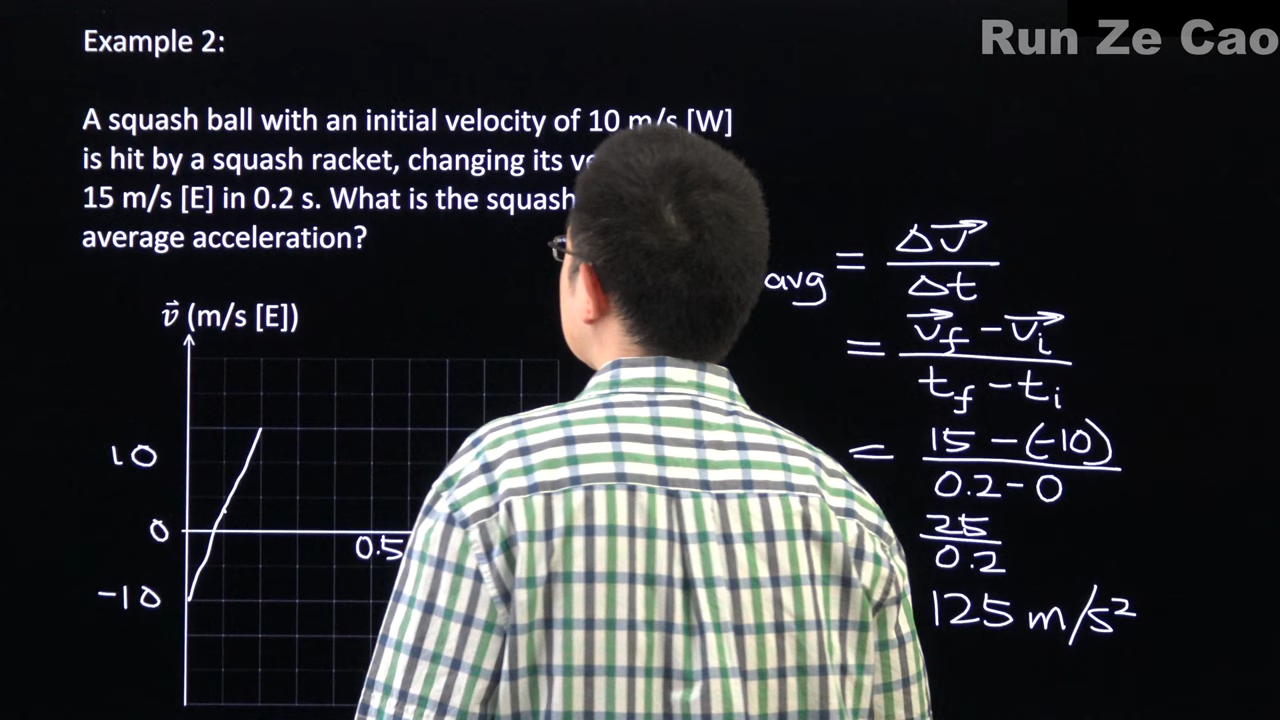 Run Ze Cao
Example 2:
A squash ball with an initial velocity of 10 m/s [W]
is hit by a squash racket, changing its
15 m/s [E] in 0.2 s. What is the squash
average acceleration?
v⃗ (m/s [E])
10
0
-10
0.5
avg = Δv⃗ / Δt
= v⃗f - v⃗i / tf - ti
= 15 - (-10) / 0.2 - 0
25 / 0.2
125 m/s²